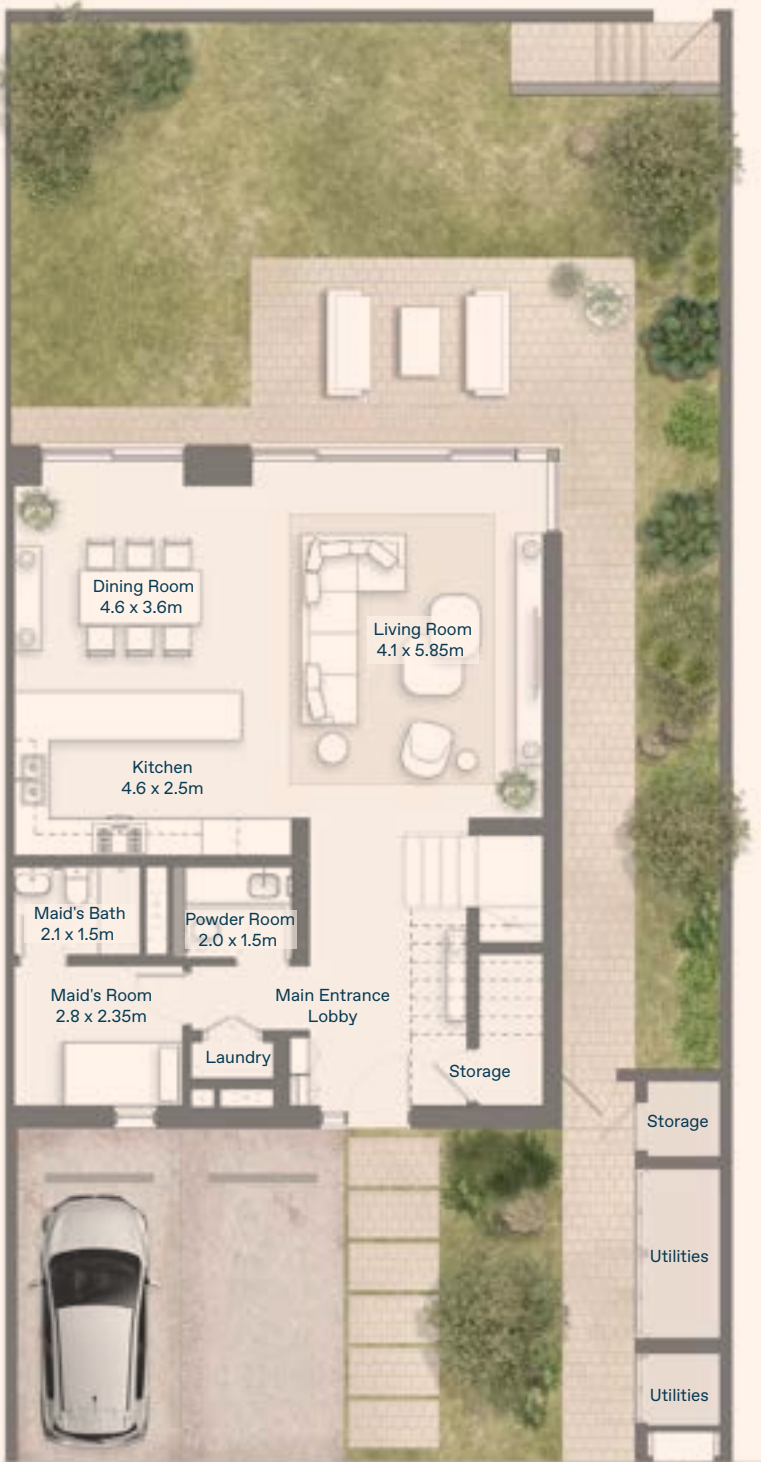 Dining Room
4.6 x 3.6m
Living Room
4.1 x 5.85m
Kitchen
4.6 x 2.5m
Maid's Bath
2.1 x 1.5m
Powder Room
2.0 x 1.5m
Maid's Room
2.8 x 2.35m
Main Entrance
Lobby
Laundry
Storage
Storage
Utilities
Utilities